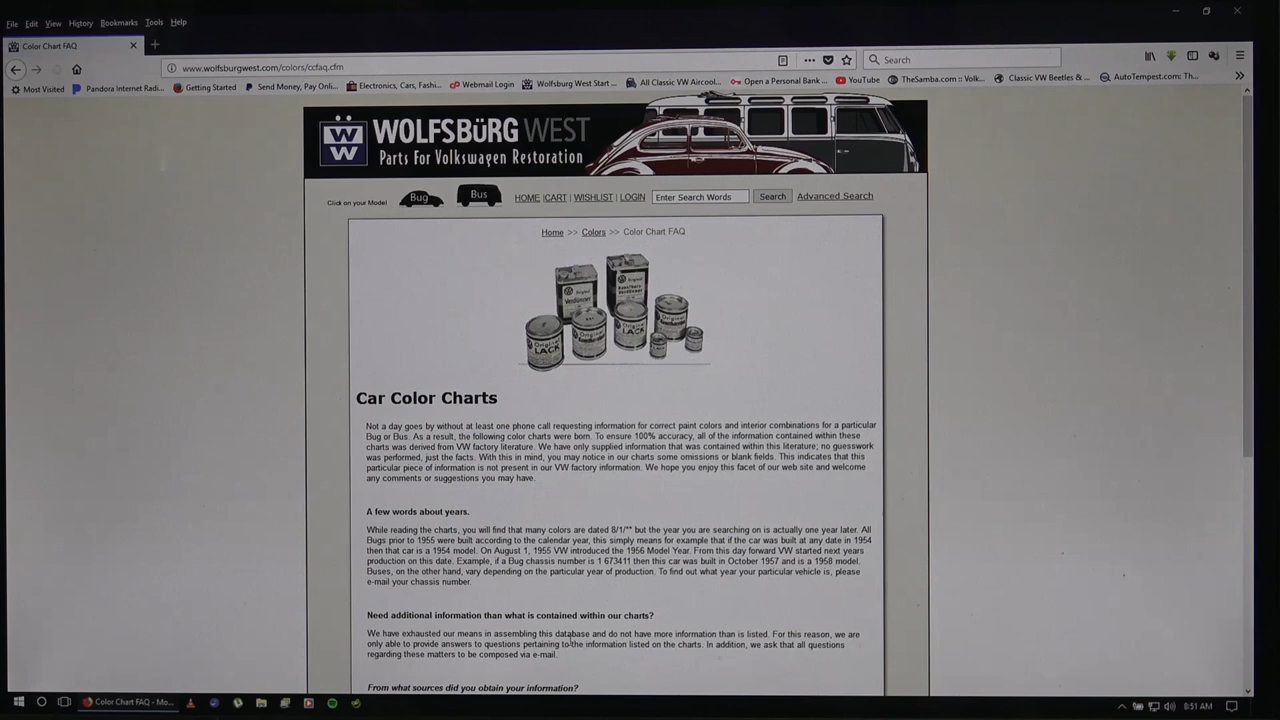 File Edit View History Bookmarks Tools Help
Color Chart FAQ
www.wolfsburgwest.com/colors/ccfaq.cfm
Search
Most Visited Pandora Internet Radi... Getting Started Send Money, Pay Onli... Electronics, Cars, Fashi... Webmail Login Wolfsburg West Start ... All Classic VW Aircool... Open a Personal Bank ... YouTube TheSamba.com :: Volk... Classic VW Beetles & ... AutoTempest.com: Th...
WOLFSBüRG WEST
Parts For Volkswagen Restoration
Click on your Model Bug Bus HOME |CART | WISHLIST | LOGIN Enter Search Words Search Advanced Search
Home >> Colors >> Color Chart FAQ
Original
Verdünner
Original
LACK
Car Color Charts
Not a day goes by without at least one phone call requesting information for correct paint colors and interior combinations for a particular
Bug or Bus. As a result, the following color charts were born. To ensure 100% accuracy, all of the information contained within these
charts was derived from VW factory literature. We have only supplied information that was contained within this literature; no guesswork
was performed, just the facts. With this in mind, you may notice in our charts some omissions or blank fields. This indicates that this
particular piece of information is not present in our VW factory information. We hope you enjoy this facet of our web site and welcome
any comments or suggestions you may have.
A few words about years.
While reading the charts, you will find that many colors are dated 8/1/** but the year you are searching on is actually one year later. All
Bugs prior to 1955 were built according to the calendar year, this simply means for example that if the car was built at any date in 1954
then that car is a 1954 model. On August 1, 1955 VW introduced the 1956 Model Year. From this day forward VW started next years
production on this date. Example, if a Bug chassis number is 1 673411 then this car was built in October 1957 and is a 1958 model.
Buses, on the other hand, vary depending on the particular year of production. To find out what year your particular vehicle is, please
e-mail your chassis number.
Need additional information than what is contained within our charts?
We have exhausted our means in assembling this database and do not have more information than is listed. For this reason, we are
only able to provide answers to questions pertaining to the information listed on the charts. In addition, we ask that all questions
regarding these matters to be composed via e-mail.
From what sources did you obtain your information?
Color Chart FAQ - Mo... 8:51 AM